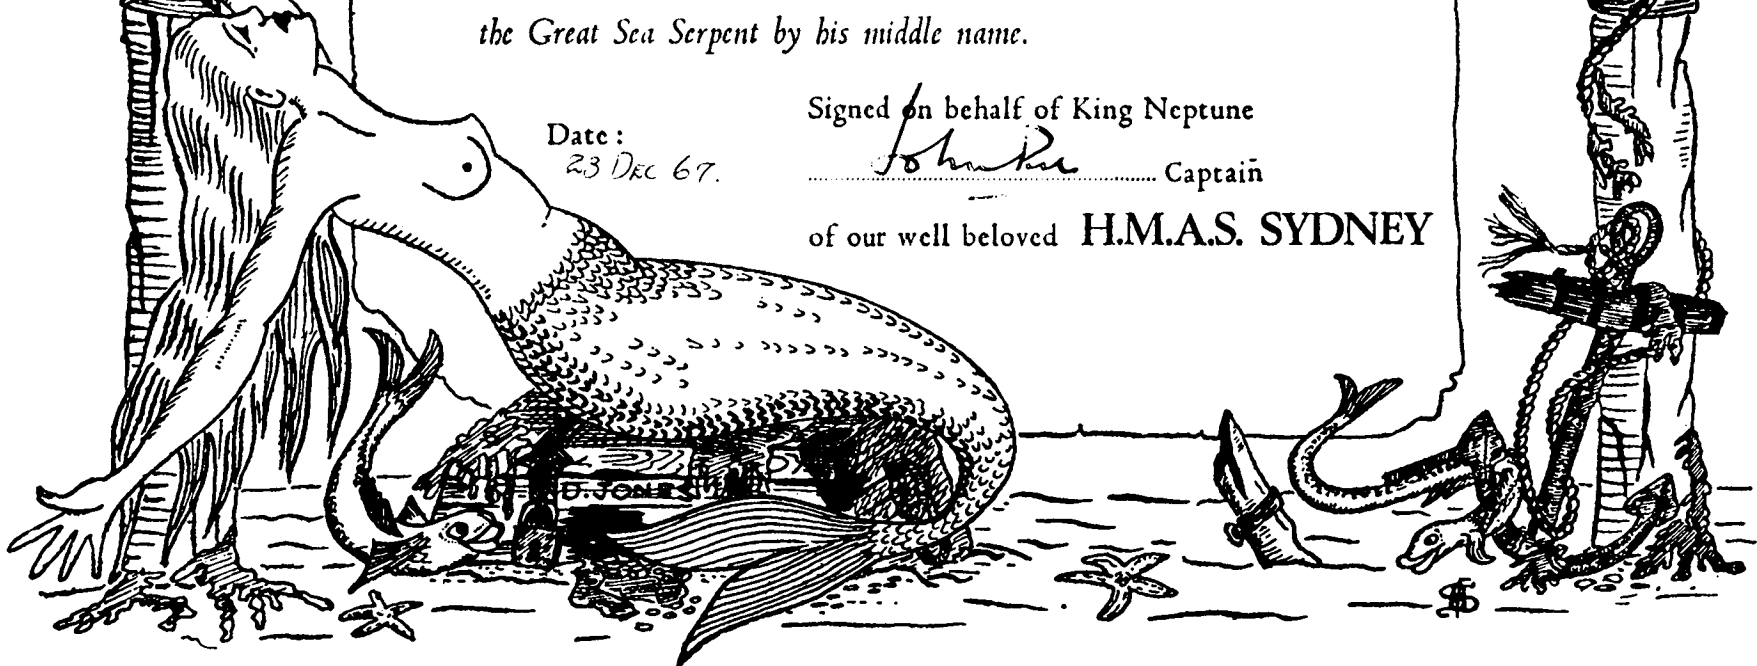 the Great Sea Serpent by his middle name.
Signed on behalf of King Neptune
Date :
23 DEC 67.
John
Captain
of our well beloved H.M.A.S. SYDNEY
D. JONES